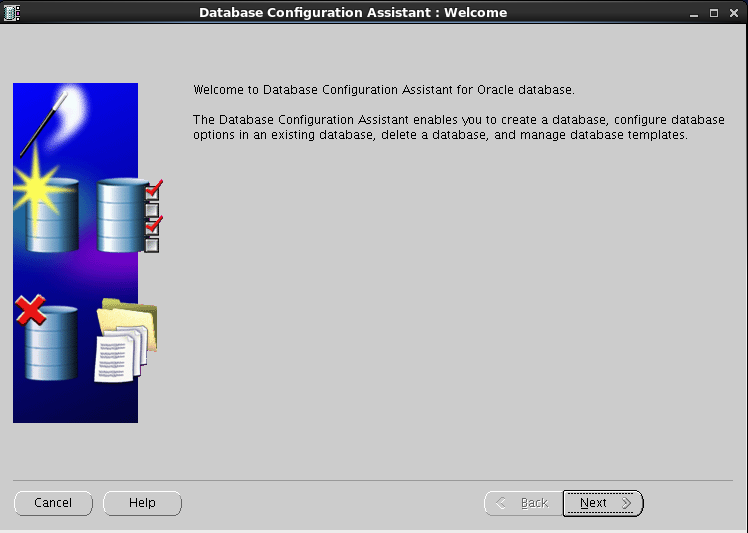 Database Configuration Assistant : Welcome
Welcome to Database Configuration Assistant for Oracle database.
The Database Configuration Assistant enables you to create a database, configure database
options in an existing database, delete a database, and manage database templates.
Cancel
Help
Back
Next